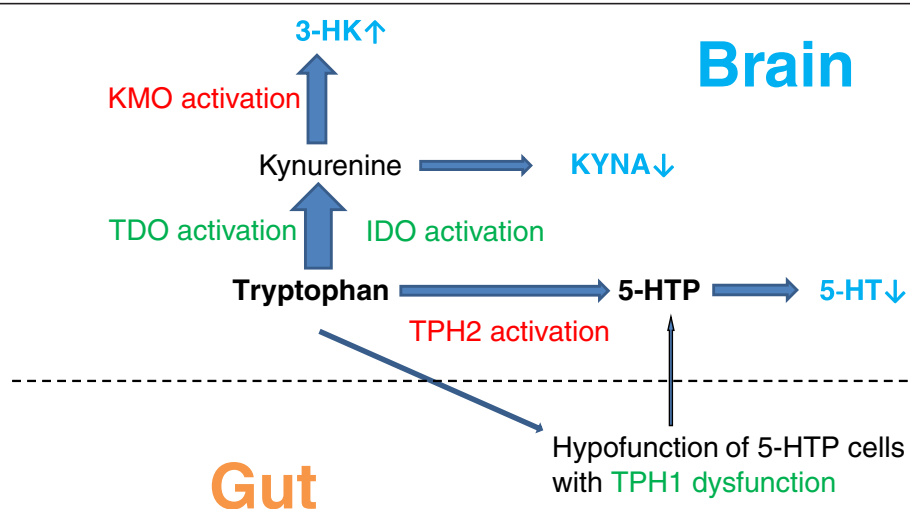 3-HK↑
Brain
KMO activation
Kynurenine
KYNA↓
TDO activation
IDO activation
Tryptophan
5-HTP
5-HT↓
TPH2 activation
Hypofunction of 5-HTP cells
with TPH1 dysfunction
Gut